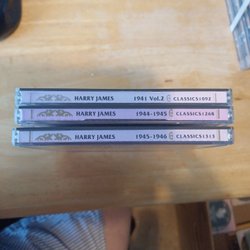 HARRY JAMES 1941 Vol.2 CLASSICS 1092
HARRY JAMES 1944-1945 CLASSICS 1268
HARRY JAMES 1945-1946 CLASSICS 1313